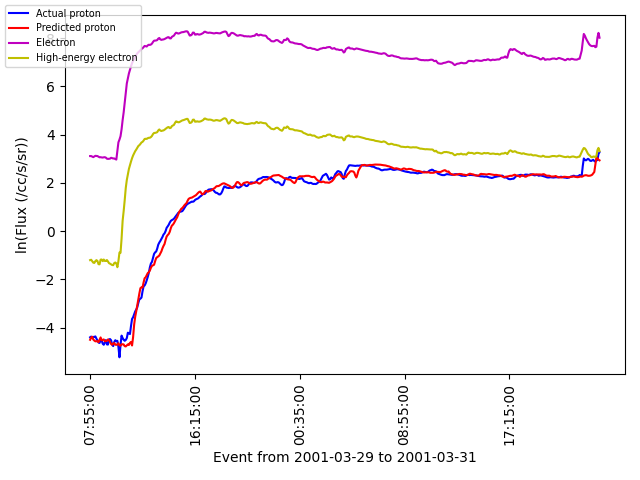 Actual proton
Predicted proton
Electron
High-energy electron
8
6
4
2
0
−2
−4
ln(Flux (/cc/s/sr))
07:55:00
16:15:00
00:35:00
08:55:00
17:15:00
Event from 2001-03-29 to 2001-03-31